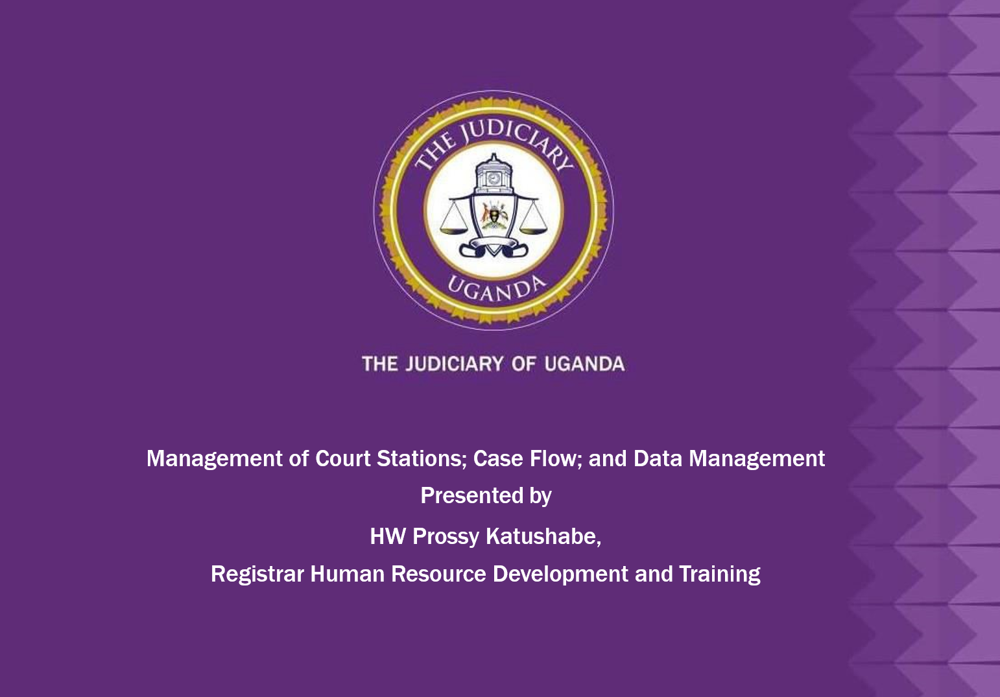 THE JUDICIARY
UGANDA
THE JUDICIARY OF UGANDA
Management of Court Stations; Case Flow; and Data Management
Presented by
HW Prossy Katushabe,
Registrar Human Resource Development and Training